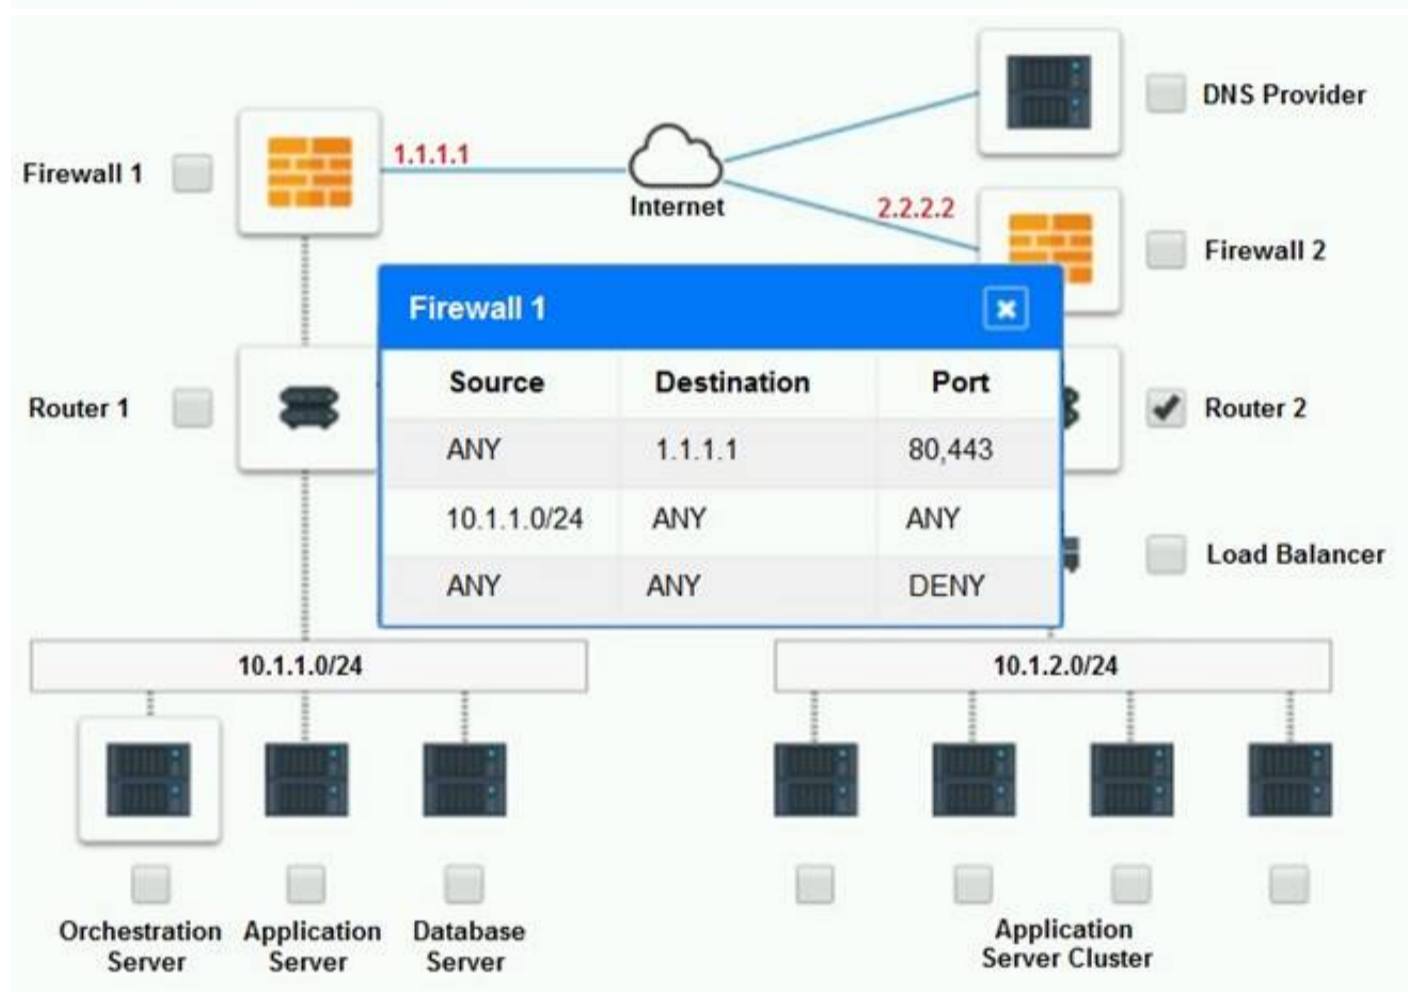 DNS Provider
1.1.1.1
Firewall 1
Internet
2.2.2.2
Firewall 2
Firewall 1
Source Destination Port
ANY 1.1.1.1 80,443
10.1.1.0/24 ANY ANY
ANY ANY DENY
Router 1
Router 2
Load Balancer
10.1.1.0/24
10.1.2.0/24
Orchestration
Server
Application
Server
Database
Server
Application
Server Cluster